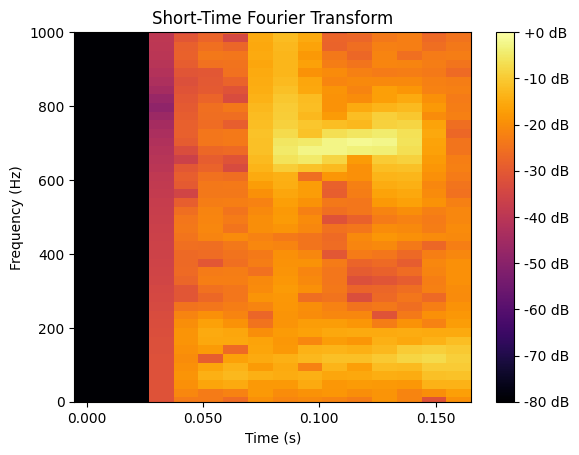 Short-Time Fourier Transform
1000
800
600
400
200
0
Frequency (Hz)
0.000
0.050
0.100
0.150
Time (s)
+0 dB
-10 dB
-20 dB
-30 dB
-40 dB
-50 dB
-60 dB
-70 dB
-80 dB